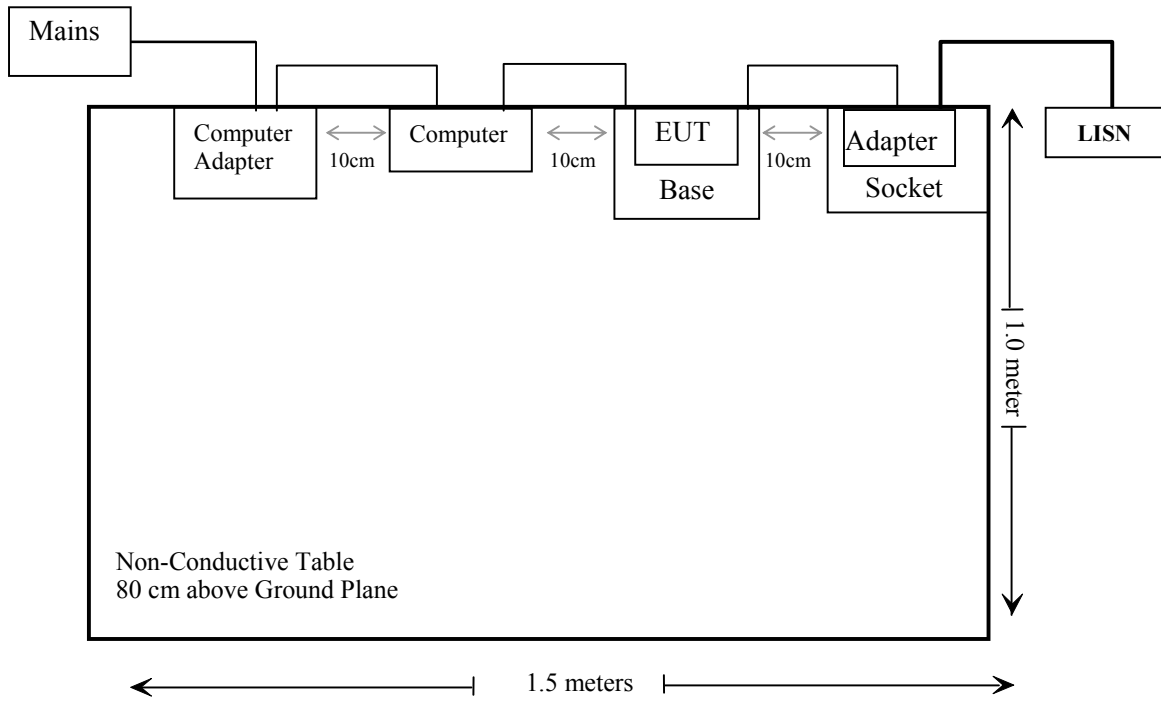 Mains
Computer
Adapter
10cm
Computer
10cm
EUT
Base
10cm
Adapter
Socket
LISN
1.0 meter
Non-Conductive Table
80 cm above Ground Plane
1.5 meters